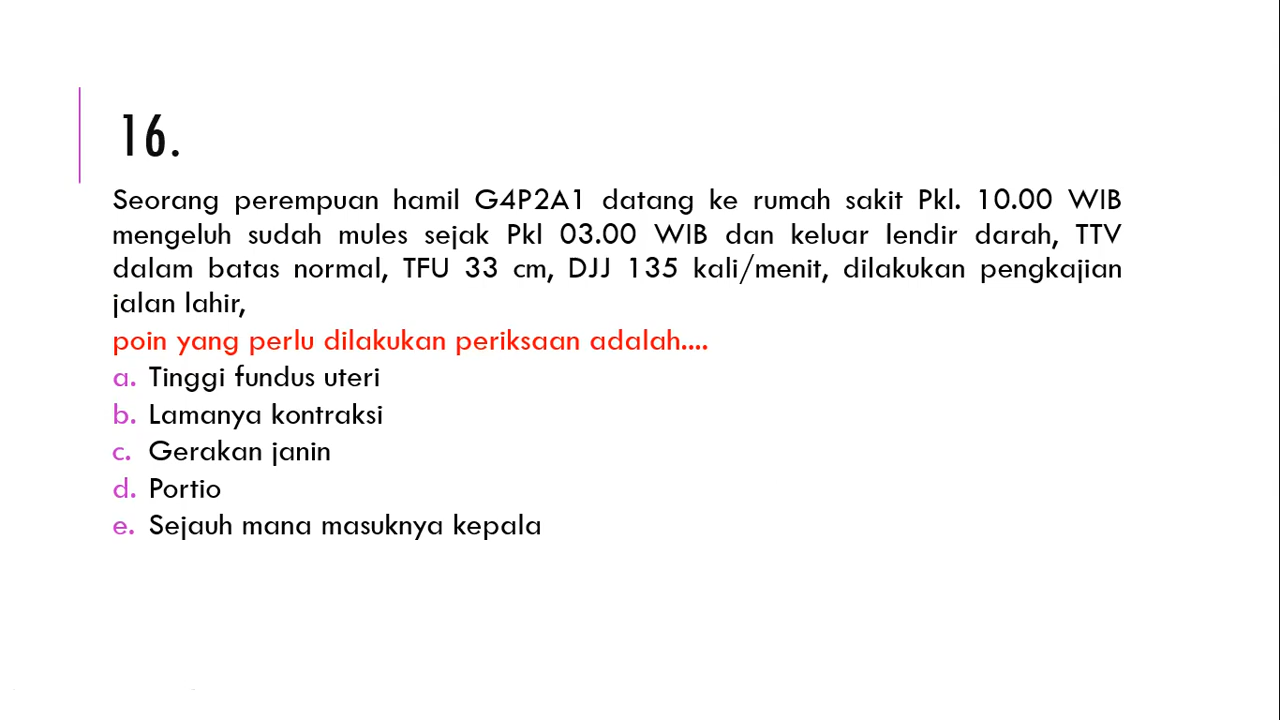 16.
Seorang perempuan hamil G4P2A1 datang ke rumah sakit Pkl. 10.00 WIB
mengeluh sudah mules sejak Pkl 03.00 WIB dan keluar lendir darah, TTV
dalam batas normal, TFU 33 cm, DJJ 135 kali/menit, dilakukan pengkajian
jalan lahir,
poin yang perlu dilakukan periksaan adalah....
a. Tinggi fundus uteri
b. Lamanya kontraksi
c. Gerakan janin
d. Portio
e. Sejauh mana masuknya kepala